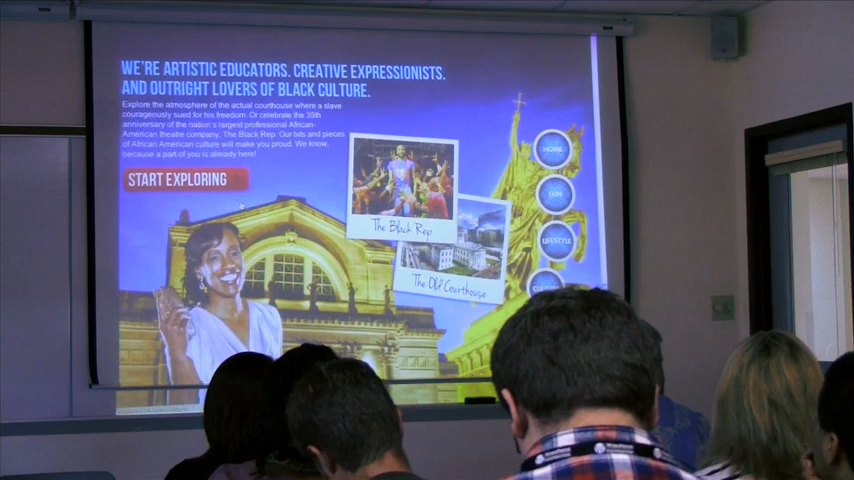 WE'RE ARTISTIC EDUCATORS. CREATIVE EXPRESSIONISTS.
AND OUTRIGHT LOVERS OF BLACK CULTURE.
Explore the atmosphere of the actual courthouse where a slave
courageously sued for his freedom. Or celebrate the 35th
anniversary of the nation's largest professional African-
American theatre company, The Black Rep. Our bits and pieces
of African American culture will make you proud. We know,
because a part of you is already here!
START EXPLORING
The Black Rep
The Old Courthouse
HOME
FUN
LIFESTYLE